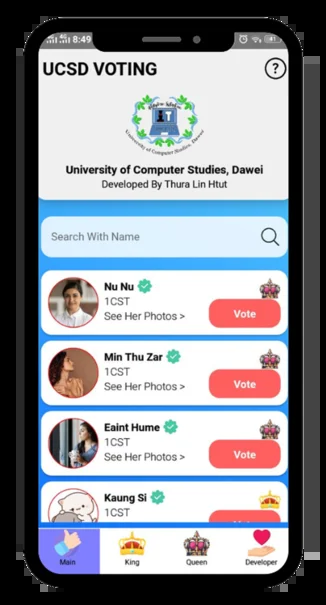 8:49
UCSD VOTING
?
University of Computer Studies, Dawei
University of Computer Studies, Dawei
Developed By Thura Lin Htut
Search With Name
Nu Nu
1CST
See Her Photos >
Vote
Min Thu Zar
1CST
See Her Photos >
Vote
Eaint Hume
1CST
See Her Photos >
Vote
Kaung Si
1CST
Main
King
Queen
Developer